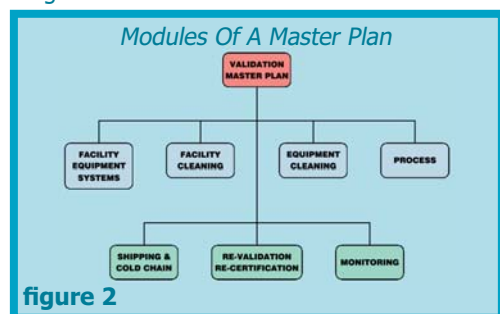 Modules Of A Master Plan
VALIDATION
MASTER PLAN
FACILITY
EQUIPMENT
SYSTEMS
FACILITY
CLEANING
EQUIPMENT
CLEANING
PROCESS
SHIPPING &
COLD CHAIN
RE-VALIDATION
RE-CERTIFICATION
MONITORING
figure 2